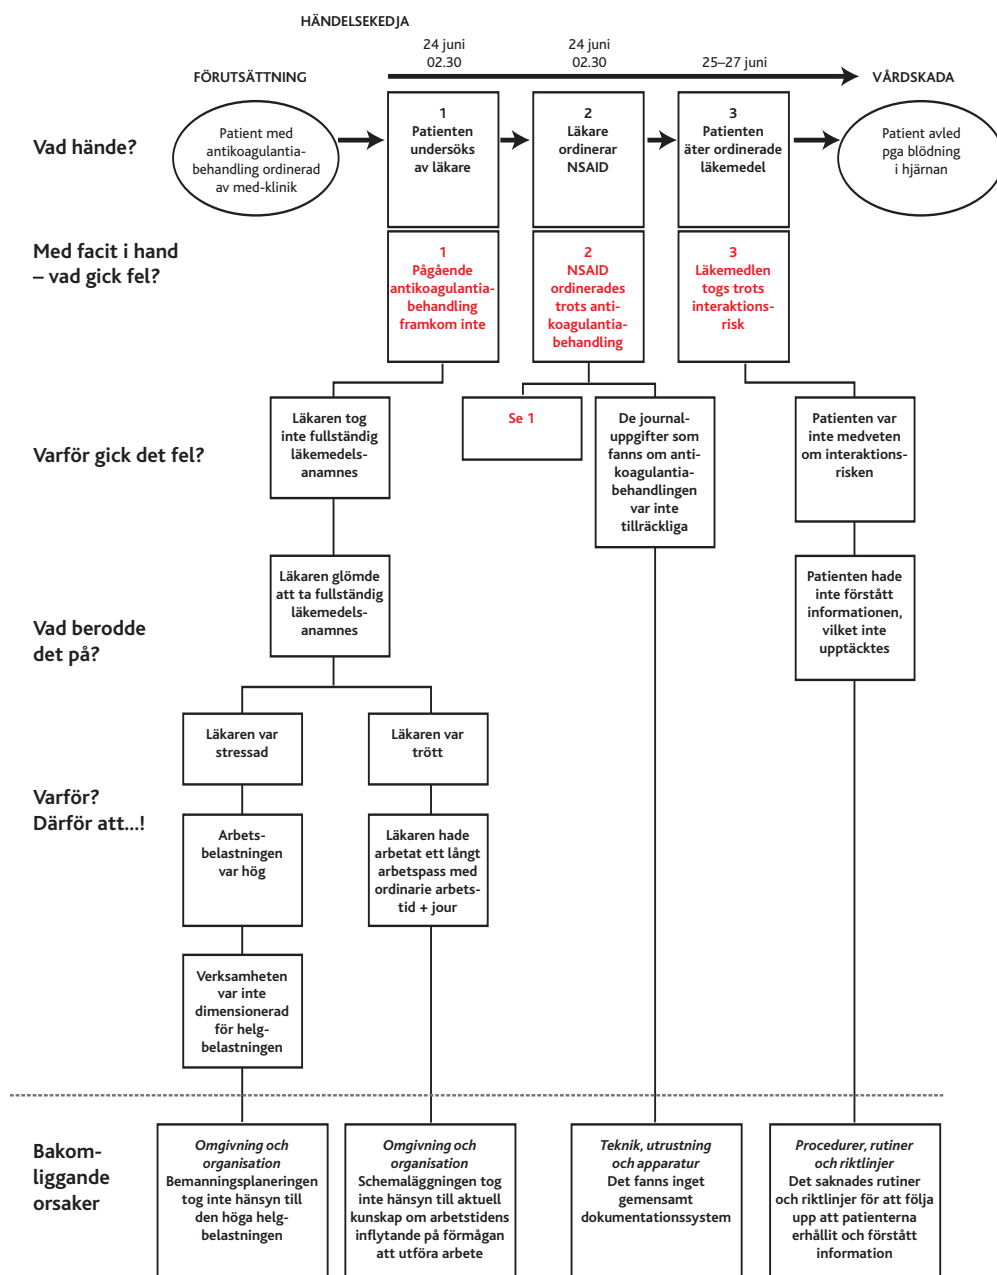 HÄNDELSEKEDJA
24 juni
02.30
24 juni
02.30
25–27 juni
FÖRUTSÄTTNING
VÅRDSKADA
Vad hände?
Patient med
antikoagulantia-
behandling ordinerad
av med-klinik
1
Patienten
undersöks
av läkare
2
Läkare
ordinerar
NSAID
3
Patienten
äter ordinerade
läkemedel
Patient avled
pga blödning
i hjärnan
Med facit i hand
– vad gick fel?
1
Pågående
antikoagulantia-
behandling
framkom inte
2
NSAID
ordinerades
trots anti-
koagulantia-
behandling
3
Läkemedlen
togs trots
interaktions-
risk
Varför gick det fel?
Läkaren tog
inte fullständig
läkemedels-
anamnes
Se 1
De journal-
uppgifter som
fanns om anti-
koagulantia-
behandlingen
var inte
tillräckliga
Patienten var
inte medveten
om interaktions-
risken
Vad berodde
det på?
Läkaren glömde
att ta fullständig
läkemedels-
anamnes
Patienten hade
inte förstått
informationen,
vilket inte
upptäcktes
Varför?
Därför att...!
Läkaren var
stressad
Läkaren var
trött
Arbets-
belastningen
var hög
Läkaren hade
arbetat ett långt
arbetspass med
ordinarie arbets-
tid + jour
Verksamheten
var inte
dimensionerad
för helg-
belastningen
Bakom-
liggande
orsaker
Omgivning och
organisation
Bemanningsplaneringen
tog inte hänsyn till
den höga helg-
belastningen
Omgivning och
organisation
Schemaläggningen tog
inte hänsyn till aktuell
kunskap om arbetstidens
inflytande på förmågan
att utföra arbete
Teknik, utrustning
och apparatur
Det fanns inget
gemensamt
dokumentationssystem
Procedurer, rutiner
och riktlinjer
Det saknades rutiner
och riktlinjer för att följa
upp att patienterna
erhållit och förstått
information